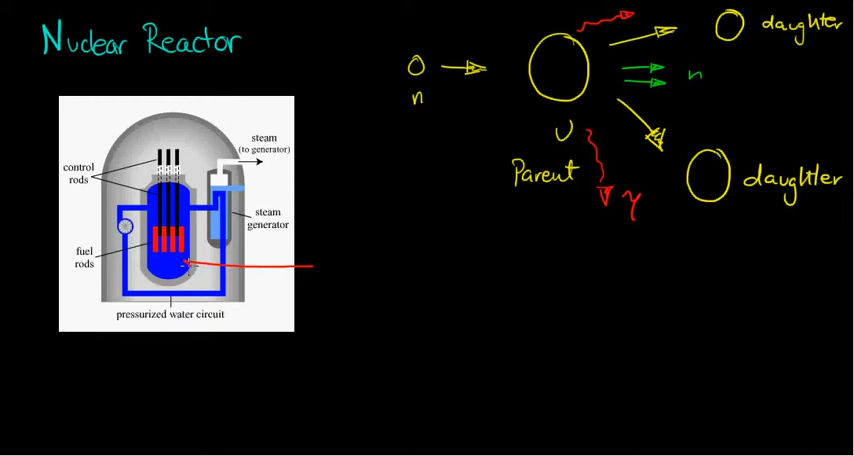 Nuclear Reactor
n
U
Parent
daughter
n
daughter
γ
control
rods
fuel
rods
steam
(to generator)
steam
generator
pressurized water circuit